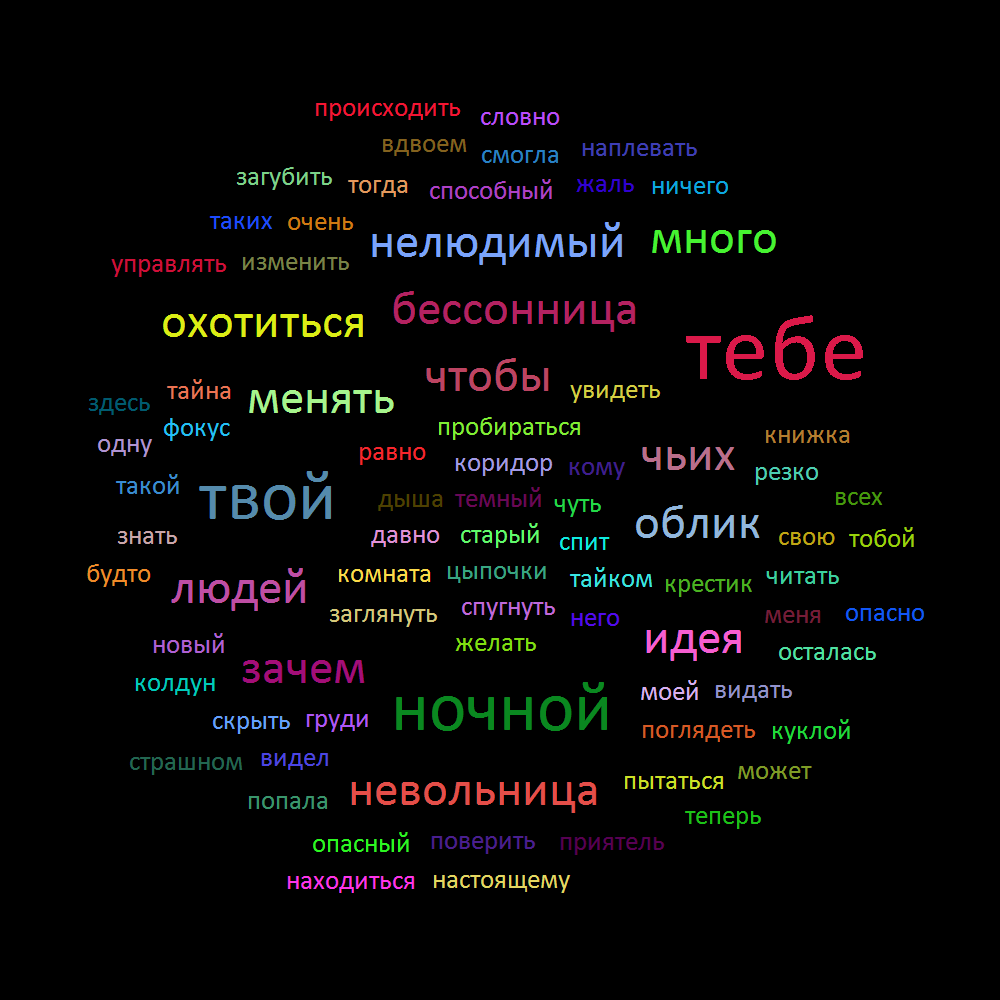 происходить словно
вдвоем смогла наплевать
загубить тогда способный жаль ничего
таких очень нелюдимый много
управлять изменить
охотиться бессонница
тебе
чтобы увидеть
здесь тайна менять
одну фокус пробираться книжка
равно коридор кому чьих резко
такой твой дыша темный чуть всех
знать давно старый спит облик свою тобой
будто людей комната цыпочки тайком крестик читать
заглянуть спугнуть него меня опасно
новый зачем желать идея осталась
колдун ночной моей видать
скрыть груди поглядеть куклой
страшном видел невольница пытаться может
попала теперь
опасный поверить приятель
находиться настоящему